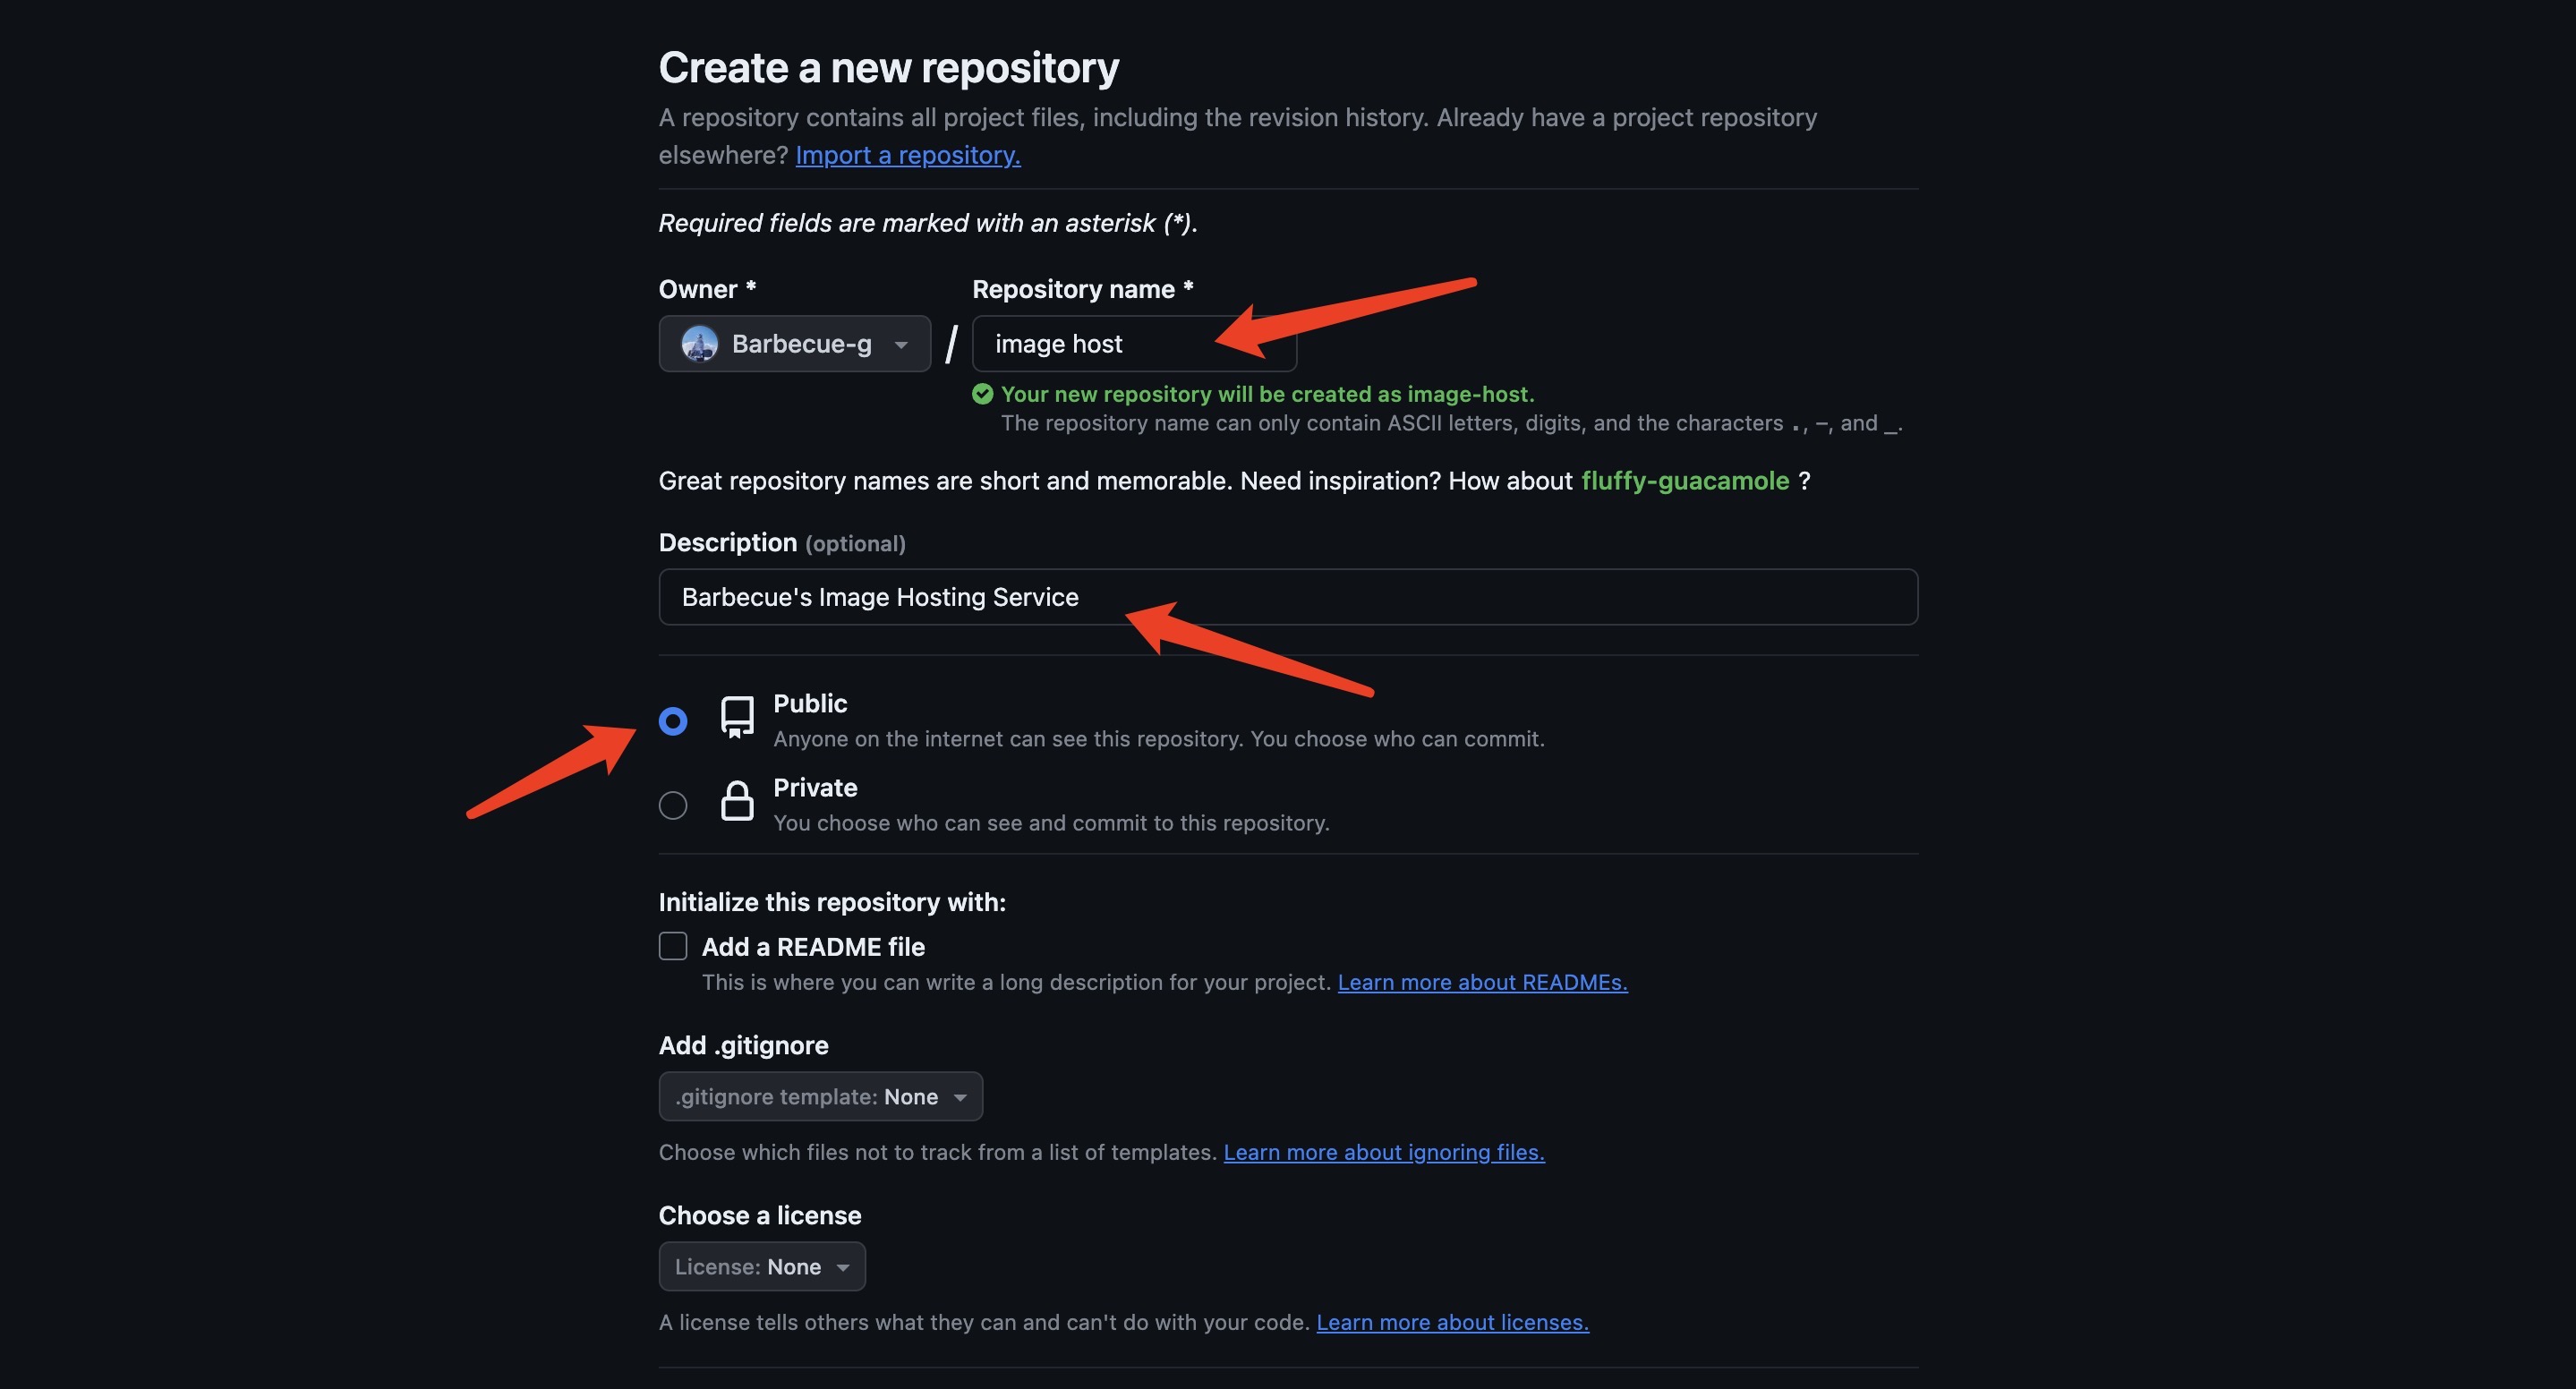 Create a new repository
A repository contains all project files, including the revision history. Already have a project repository
elsewhere? Import a repository.
Required fields are marked with an asterisk (*).
Owner *
Repository name *
Barbecue-g
/
image host
Your new repository will be created as image-host.
The repository name can only contain ASCII letters, digits, and the characters ., -, and _.
Great repository names are short and memorable. Need inspiration? How about fluffy-guacamole ?
Description (optional)
Barbecue's Image Hosting Service
Public
Anyone on the internet can see this repository. You choose who can commit.
Private
You choose who can see and commit to this repository.
Initialize this repository with:
Add a README file
This is where you can write a long description for your project. Learn more about READMEs.
Add .gitignore
.gitignore template: None
Choose which files not to track from a list of templates. Learn more about ignoring files.
Choose a license
License: None
A license tells others what they can and can't do with your code. Learn more about licenses.